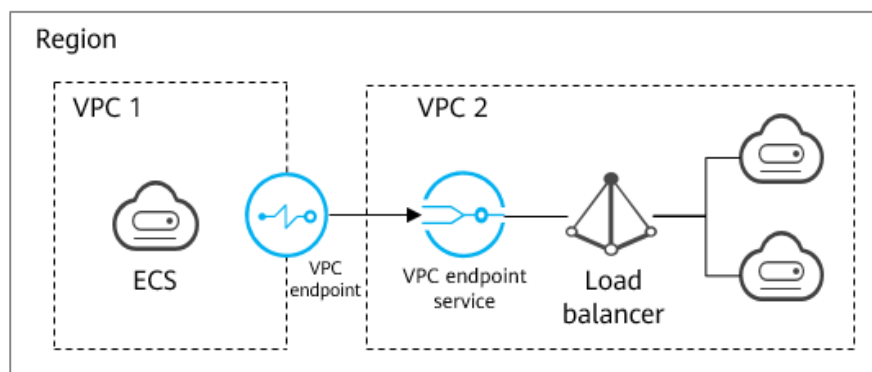 Region
VPC 1
VPC 2
ECS
VPC
endpoint
VPC endpoint
service
Load
balancer